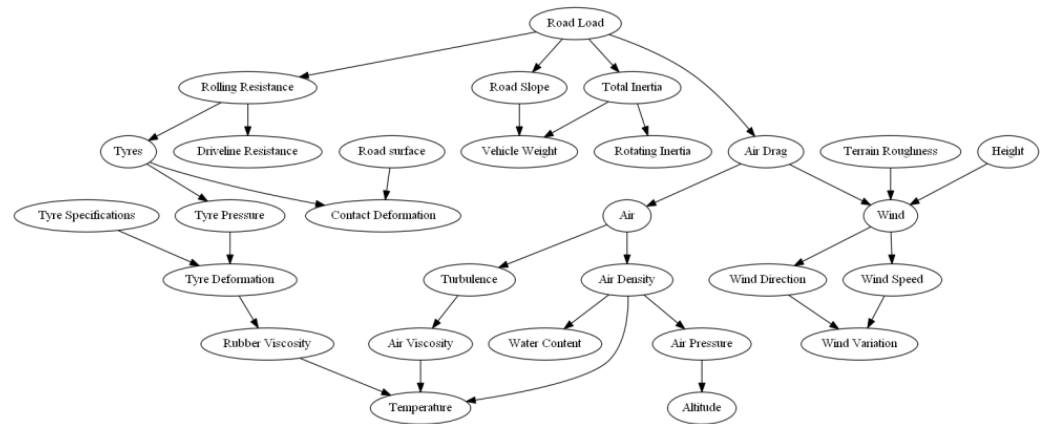 Road Load
Rolling Resistance
Road Slope
Total Inertia
Tyres
Driveline Resistance
Road surface
Vehicle Weight
Rotating Inertia
Air Drag
Terrain Roughness
Height
Tyre Specifications
Tyre Pressure
Contact Deformation
Air
Wind
Tyre Deformation
Turbulence
Air Density
Wind Direction
Wind Speed
Rubber Viscosity
Air Viscosity
Water Content
Air Pressure
Wind Variation
Temperature
Altitude